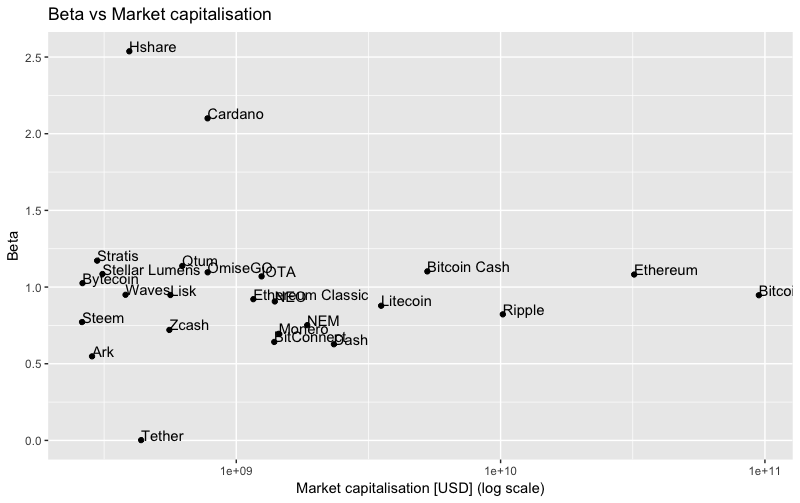 Beta vs Market capitalisation
Hshare
2.5
Cardano
2.0
Beta
1.5
Stratis
Qtum
OmiseGO
IOTA
Stellar Lumens
Bytecoin
Bitcoin Cash
Ethereum
1.0
Waves
Lisk
Ethereum Classic
NEO
Litecoin
Bitcoi
Steem
Zcash
NEM
Ripple
Monero
BitConnect
Dash
Ark
0.5
Tether
0.0
1e+09
1e+10
1e+11
Market capitalisation [USD] (log scale)